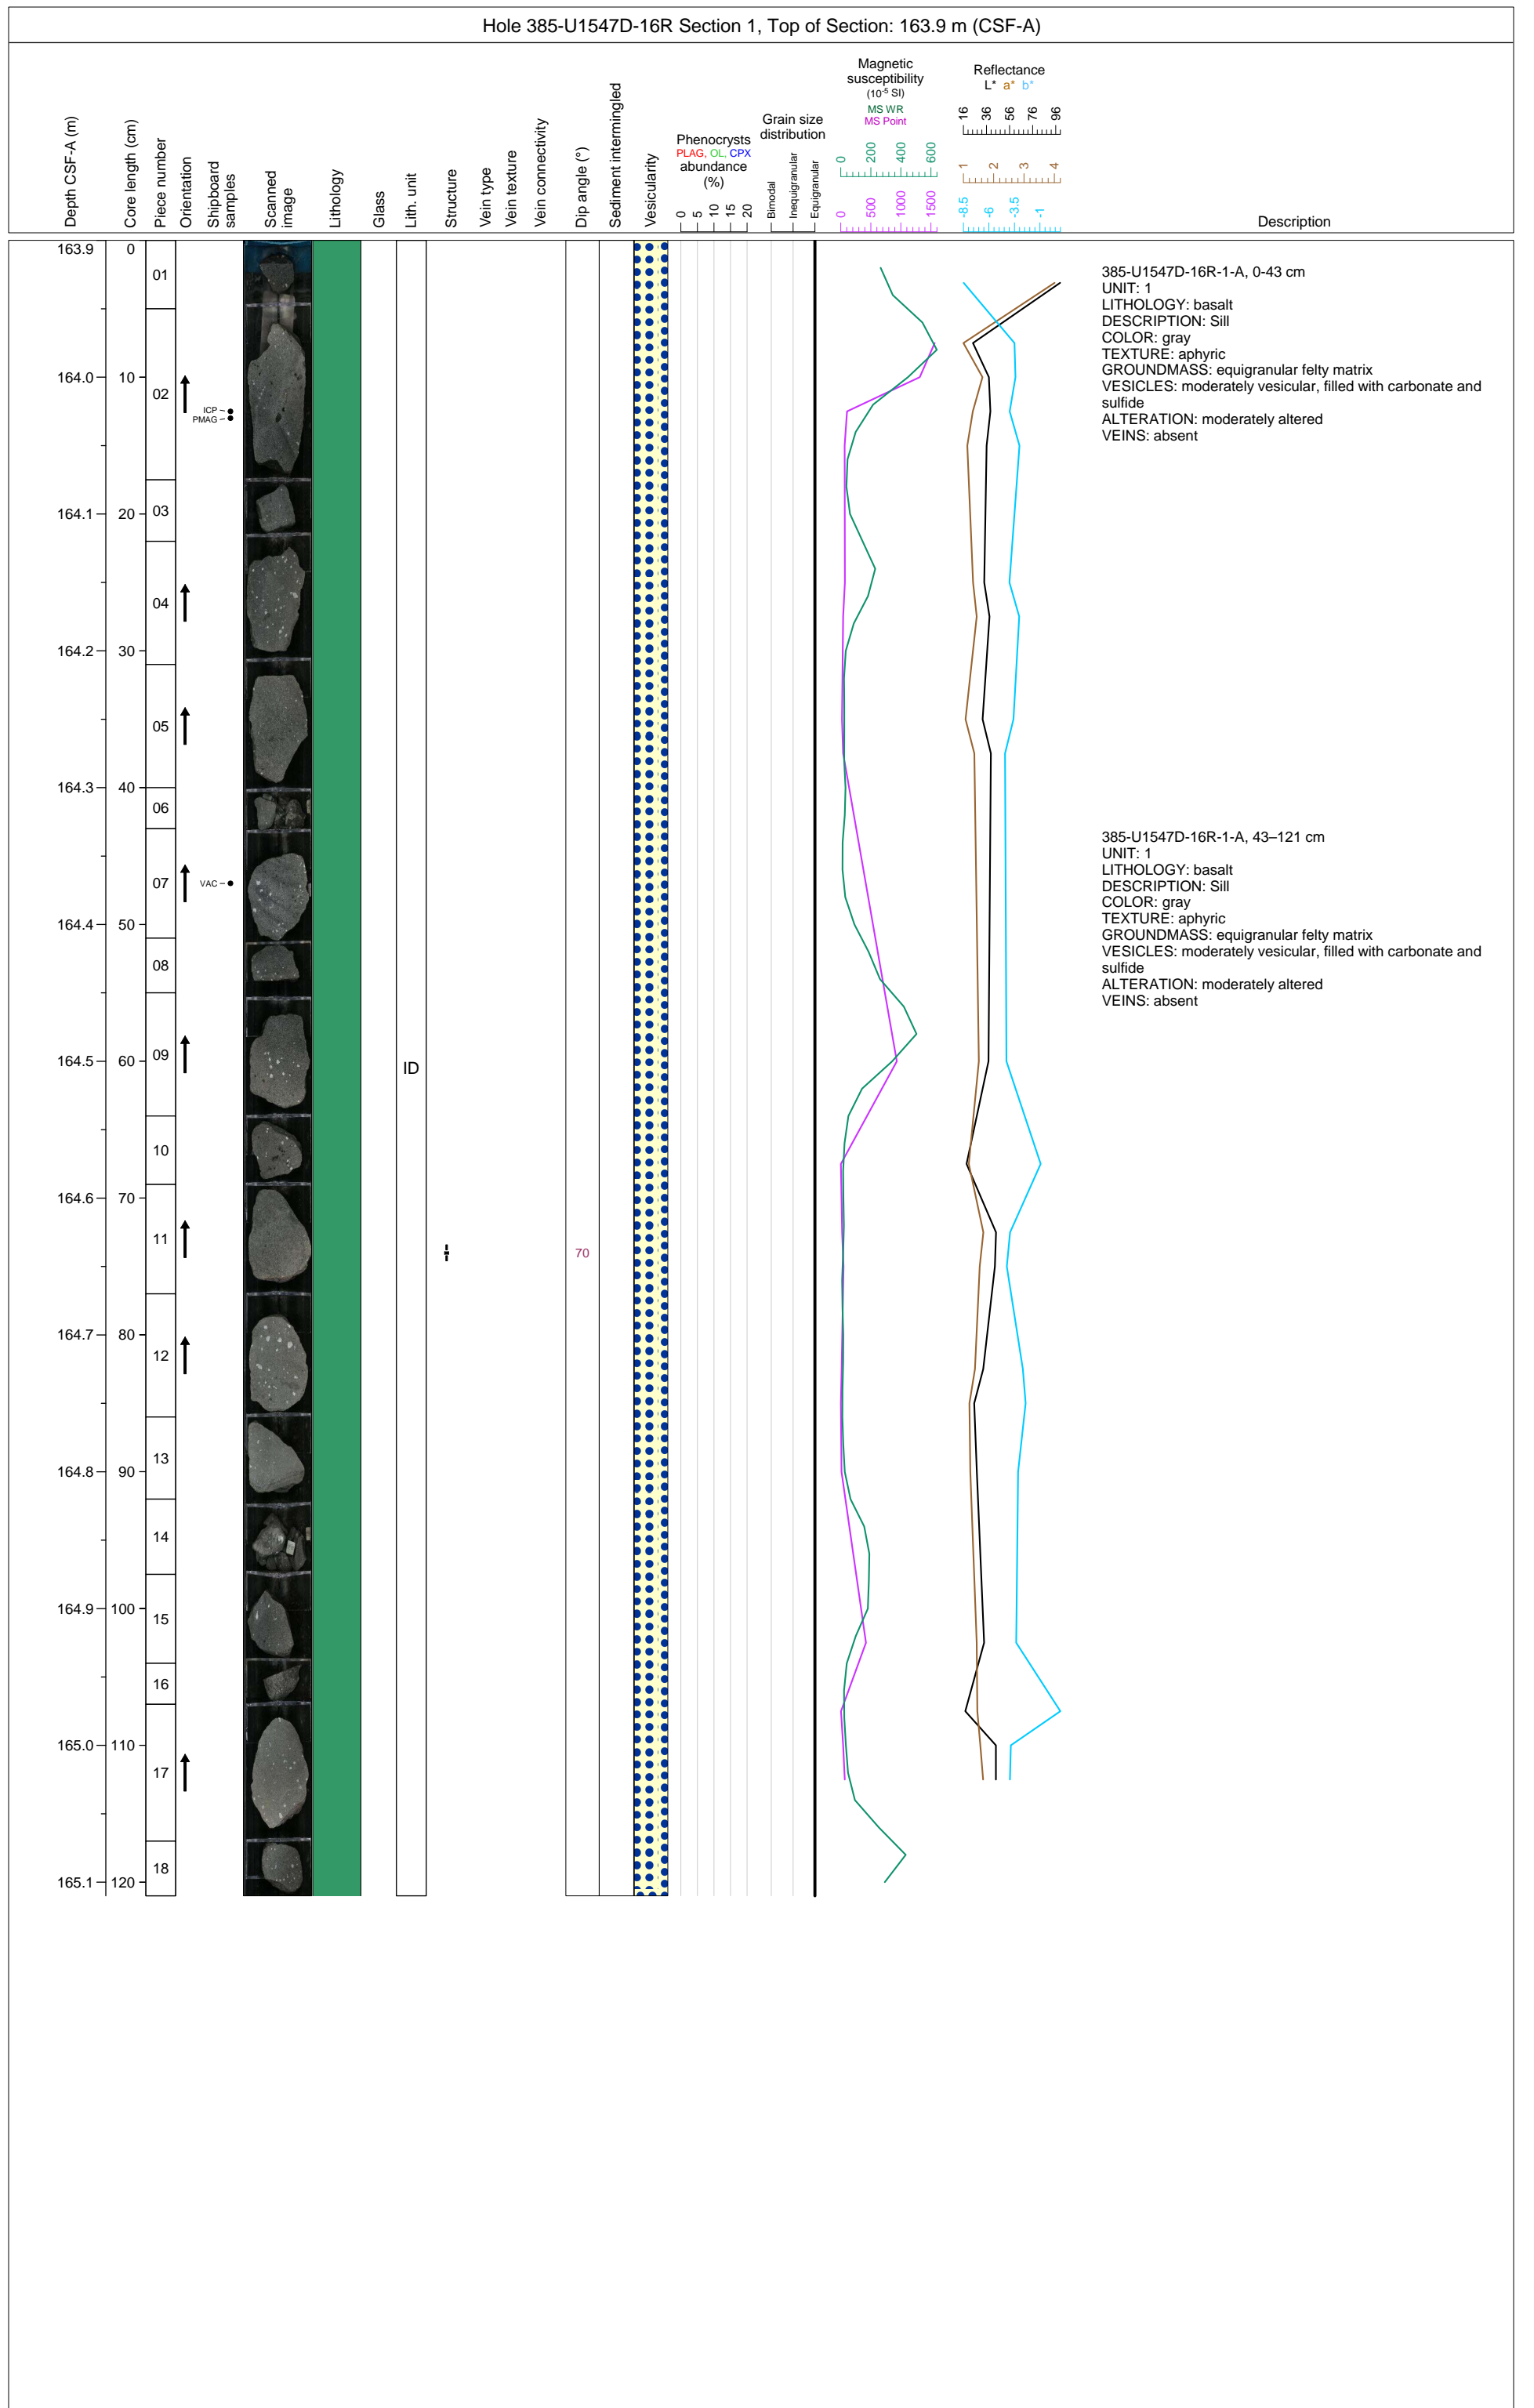 Hole 385-U1547D-16R Section 1, Top of Section: 163.9 m (CSF-A)
Depth CSF-A (m)
Core length (cm)
Piece number
Orientation
Shipboard
samples
Scanned
image
Lithology
Glass
Lith. unit
Structure
Vein type
Vein texture
Vein connectivity
Dip angle (°)
Sediment intermingled
Vesicularity
Phenocrysts
PLAG, OL, CPX
abundance
(%)
0 5 10 15 20
Grain size
distribution
Bimodal
Inequigranular
Equigranular
Magnetic
susceptibility
(10-5 SI)
MS WR
MS Point
0 200 400 600
0 500 1000 1500
Reflectance
L* a* b*
16 36 56 76 96
1 2 3 4
-8.5 -6 -3.5 -1
Description
163.9 0
01
164.0 10
02
ICP
PMAG
03
164.1 20
04
164.2 30
05
164.3 40
06
07
VAC
164.4 50
08
09
164.5 60
ID
10
164.6 70
11
70
12
164.7 80
13
164.8 90
14
164.9 100
15
16
165.0 110
17
18
165.1 120
385-U1547D-16R-1-A, 0-43 cm
UNIT: 1
LITHOLOGY: basalt
DESCRIPTION: Sill
COLOR: gray
TEXTURE: aphyric
GROUNDMASS: equigranular felty matrix
VESICLES: moderately vesicular, filled with carbonate and
sulfide
ALTERATION: moderately altered
VEINS: absent
385-U1547D-16R-1-A, 43–121 cm
UNIT: 1
LITHOLOGY: basalt
DESCRIPTION: Sill
COLOR: gray
TEXTURE: aphyric
GROUNDMASS: equigranular felty matrix
VESICLES: moderately vesicular, filled with carbonate and
sulfide
ALTERATION: moderately altered
VEINS: absent